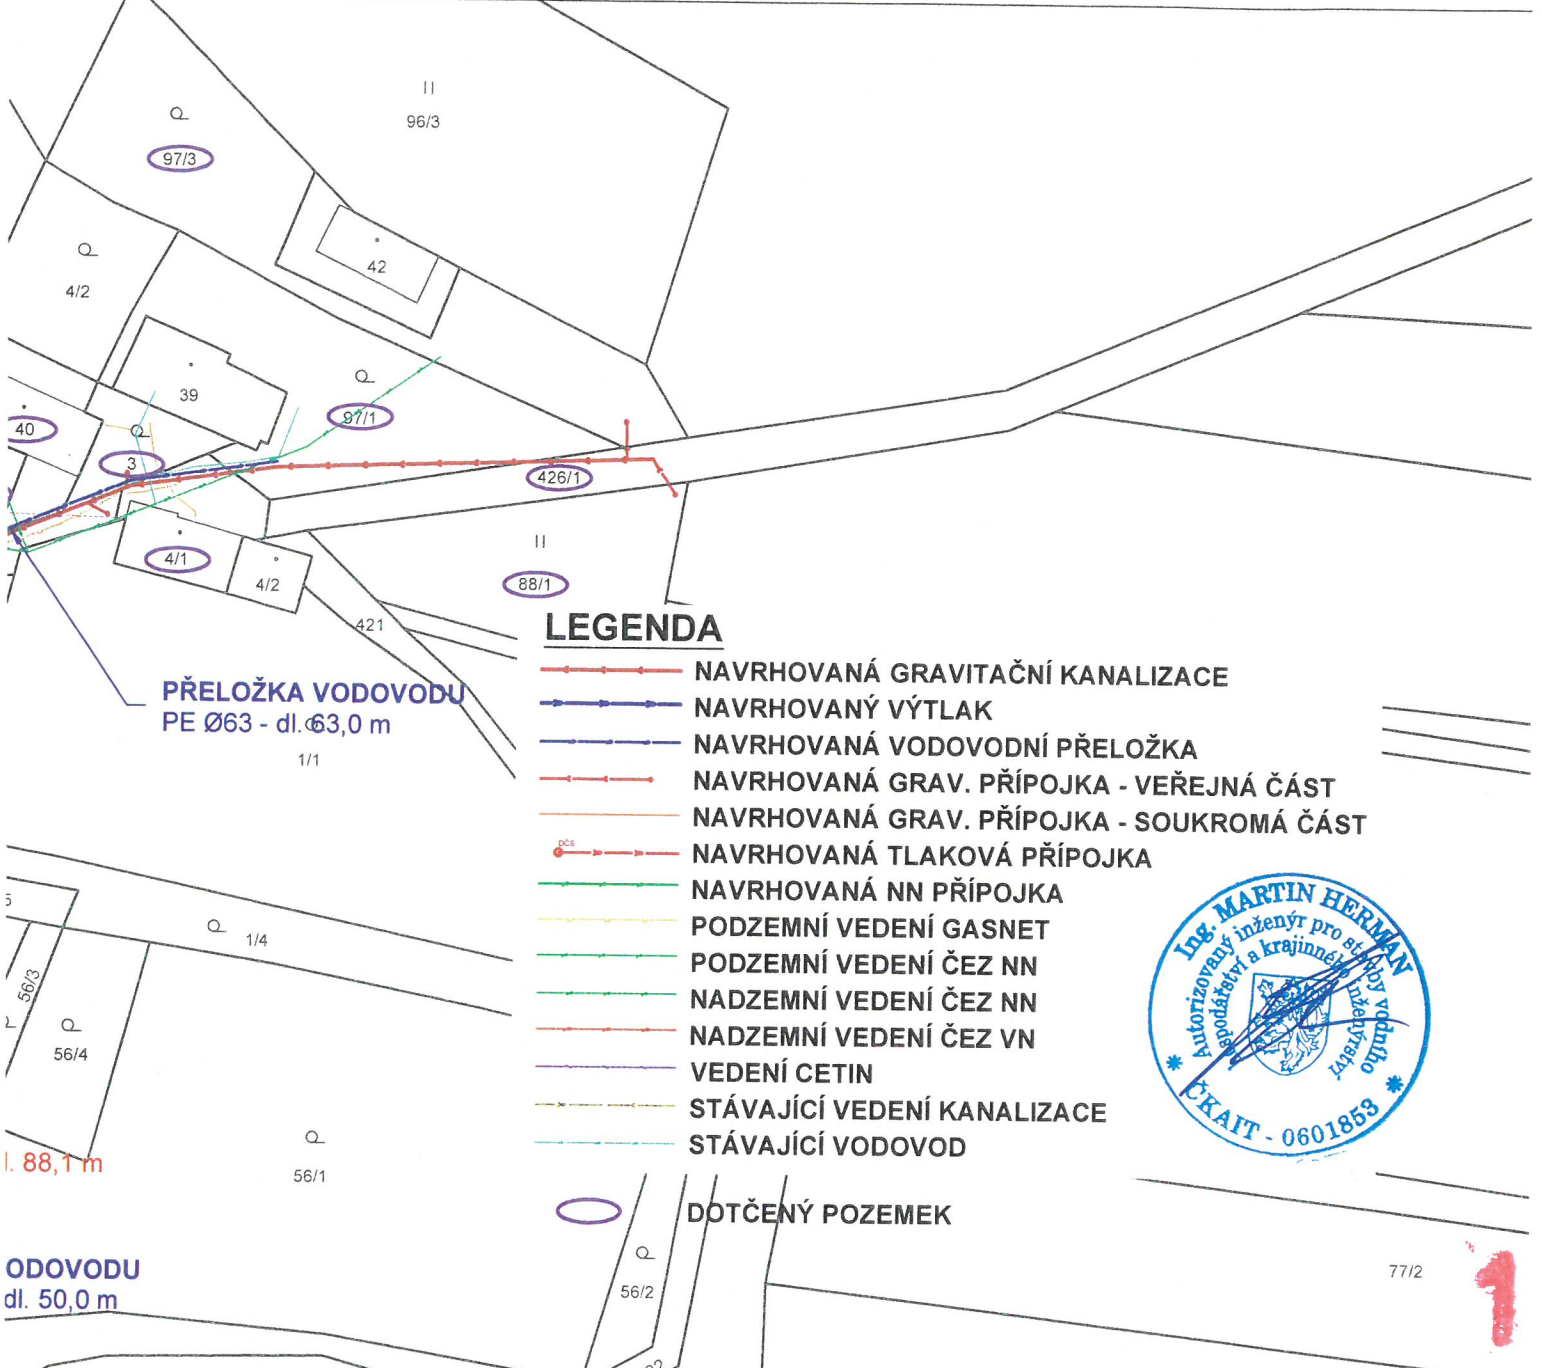 96/3
97/3
42
4/2
39
97/1
40
3
426/1
4/1
4/2
88/1
421
PŘELOŽKA VODOVODU
PE Ø63 - dl. 63,0 m
1/1
LEGENDA
NAVRHOVANÁ GRAVITAČNÍ KANALIZACE
NAVRHOVANÝ VÝTLAK
NAVRHOVANÁ VODOVODNÍ PŘELOŽKA
NAVRHOVANÁ GRAV. PŘÍPOJKA - VEŘEJNÁ ČÁST
NAVRHOVANÁ GRAV. PŘÍPOJKA - SOUKROMÁ ČÁST
DČS
NAVRHOVANÁ TLAKOVÁ PŘÍPOJKA
NAVRHOVANÁ NN PŘÍPOJKA
PODZEMNÍ VEDENÍ GASNET
PODZEMNÍ VEDENÍ ČEZ NN
NADZEMNÍ VEDENÍ ČEZ NN
NADZEMNÍ VEDENÍ ČEZ VN
VEDENÍ CETIN
STÁVAJÍCÍ VEDENÍ KANALIZACE
STÁVAJÍCÍ VODOVOD
DOTČENÝ POZEMEK
Ing. MARTIN HERMAN
Autorizovaný inženýr pro stavby vodního
hospodářství a krajinného inženýrství
ČKAIT - 0601853
1/4
56/3
56/4
56/1
l. 88,1 m
ODOVODU
dl. 50,0 m
56/2
77/2
1